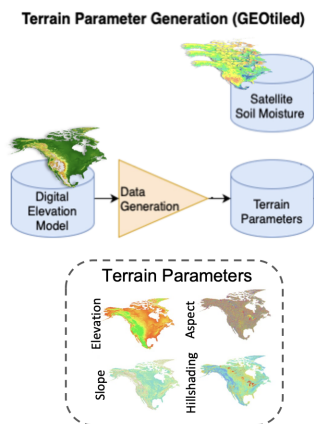 Terrain Parameter Generation (GEOtiled)
Satellite
Soil Moisture
Digital
Elevation
Model
Data
Generation
Terrain
Parameters
Terrain Parameters
Elevation
Aspect
Slope
Hillshading